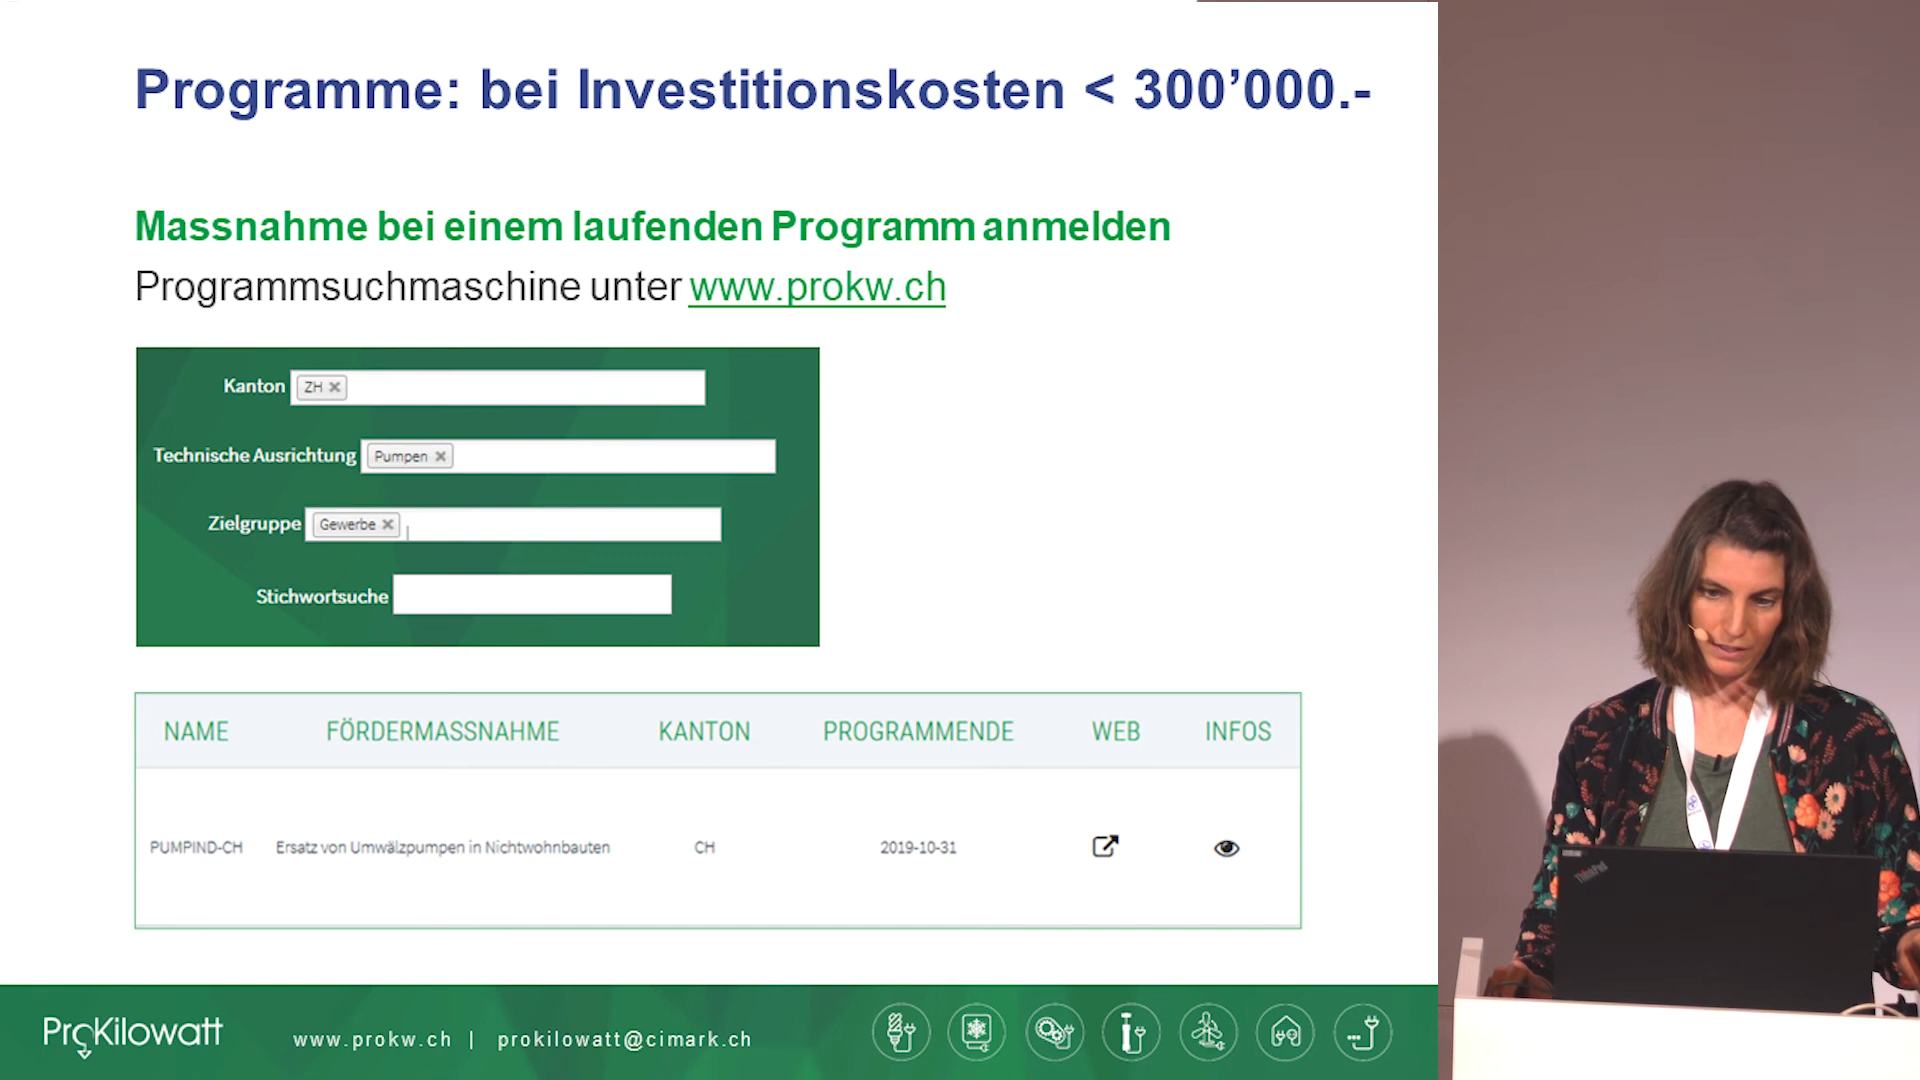 Programme: bei Investitionskosten < 300’000.-
Massnahme bei einem laufenden Programm anmelden
Programmsuchmaschine unter www.prokw.ch
Kanton ZH ×
Technische Ausrichtung Pumpen ×
Zielgruppe Gewerbe ×
Stichwortsuche
NAME FÖRDERMASSNAHME KANTON PROGRAMMENDE WEB INFOS
PUMPIND-CH Ersatz von Umwälzpumpen in Nichtwohnbauten CH 2019-10-31
ProKilowatt www.prokw.ch | prokilowatt@cimark.ch
ThinkPad